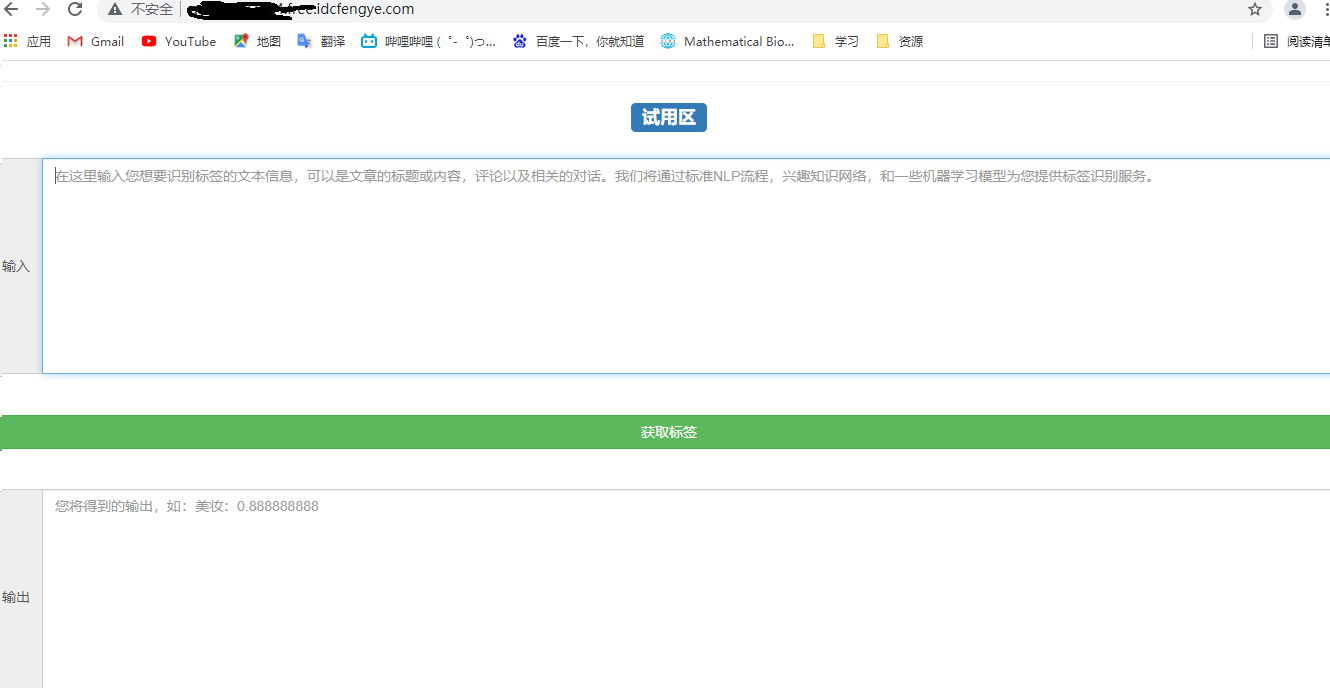 不安全 free.idcfengye.com
应用 Gmail YouTube 地图 翻译 哔哩哔哩 ( ゜- ゜)つ... 百度一下，你就知道 Mathematical Bio... 学习 资源 阅读清单
试用区
在这里输入您想要识别标签的文本信息，可以是文章的标题或内容，评论以及相关的对话。我们将通过标准NLP流程，兴趣知识网络，和一些机器学习模型为您提供标签识别服务。
输入
获取标签
您将得到的输出，如：美妆：0.888888888
输出